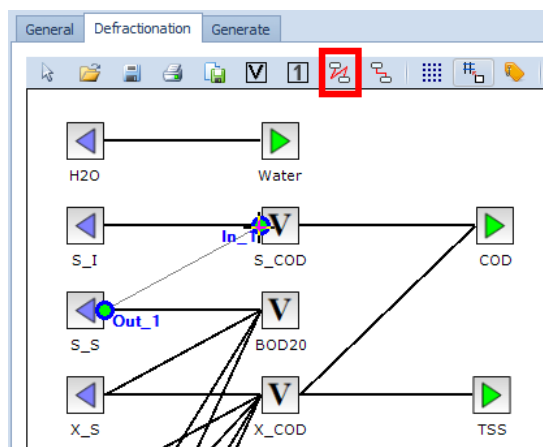 General Defractionation Generate
V 1
H2O Water
In_1 V
S_I S_COD COD
Out_1 V
S_S BOD20
V
X_S X_COD TSS